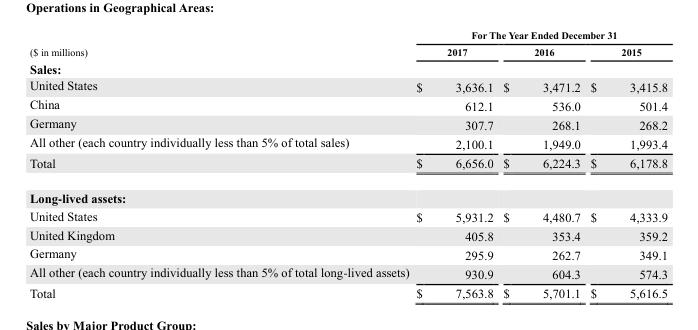 Operations in Geographical Areas:
For The Year Ended December 31
($ in millions) 2017 2016 2015
Sales:
United States $ 3,636.1 $ 3,471.2 $ 3,415.8
China 612.1 536.0 501.4
Germany 307.7 268.1 268.2
All other (each country individually less than 5% of total sales) 2,100.1 1,949.0 1,993.4
Total $ 6,656.0 $ 6,224.3 $ 6,178.8
Long-lived assets:
United States $ 5,931.2 $ 4,480.7 $ 4,333.9
United Kingdom 405.8 353.4 359.2
Germany 295.9 262.7 349.1
All other (each country individually less than 5% of total long-lived assets) 930.9 604.3 574.3
Total $ 7,563.8 $ 5,701.1 $ 5,616.5
Sales by Major Product Group: